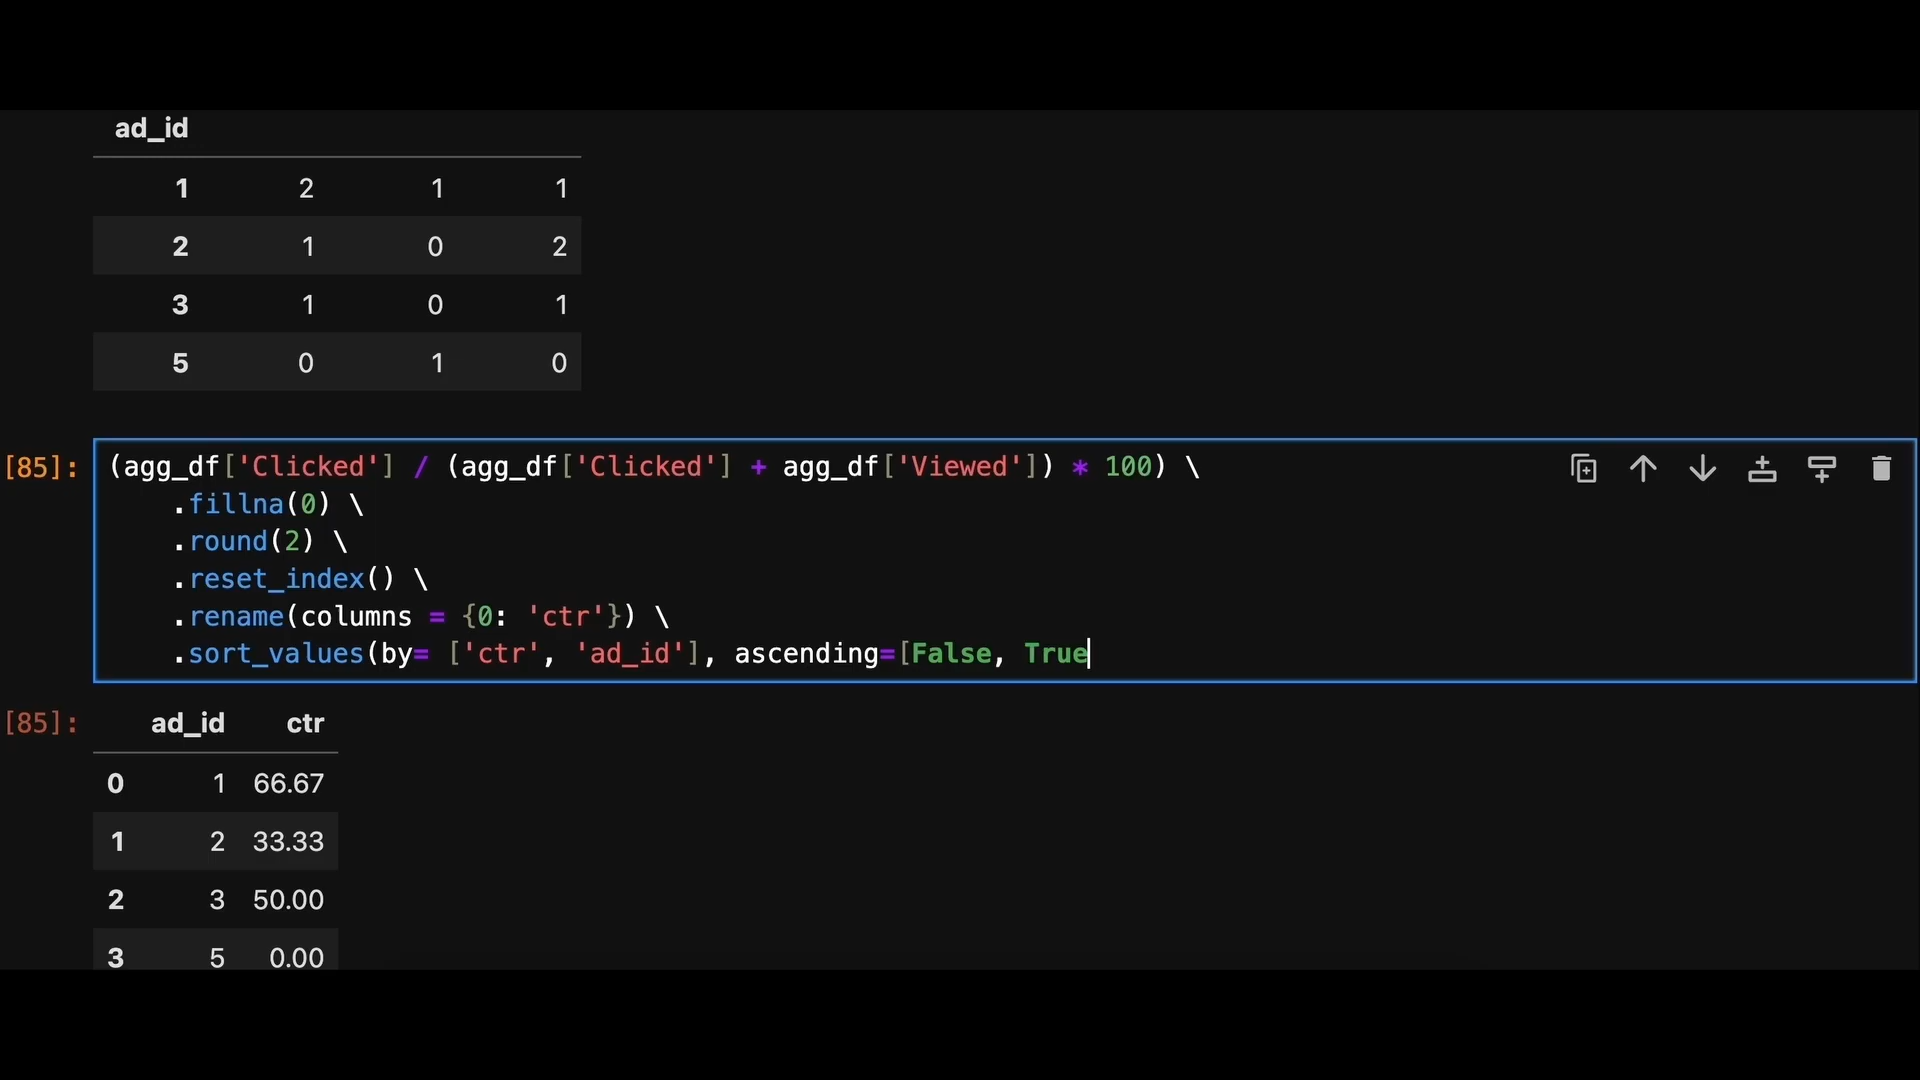 ad_id
1 2 1 1
2 1 0 2
3 1 0 1
5 0 1 0
[85]: (agg_df['Clicked'] / (agg_df['Clicked'] + agg_df['Viewed']) * 100) \
.fillna(0) \
.round(2) \
.reset_index() \
.rename(columns = {0: 'ctr'}) \
.sort_values(by= ['ctr', 'ad_id'], ascending=[False, True
[85]: ad_id ctr
0 1 66.67
1 2 33.33
2 3 50.00
3 5 0.00